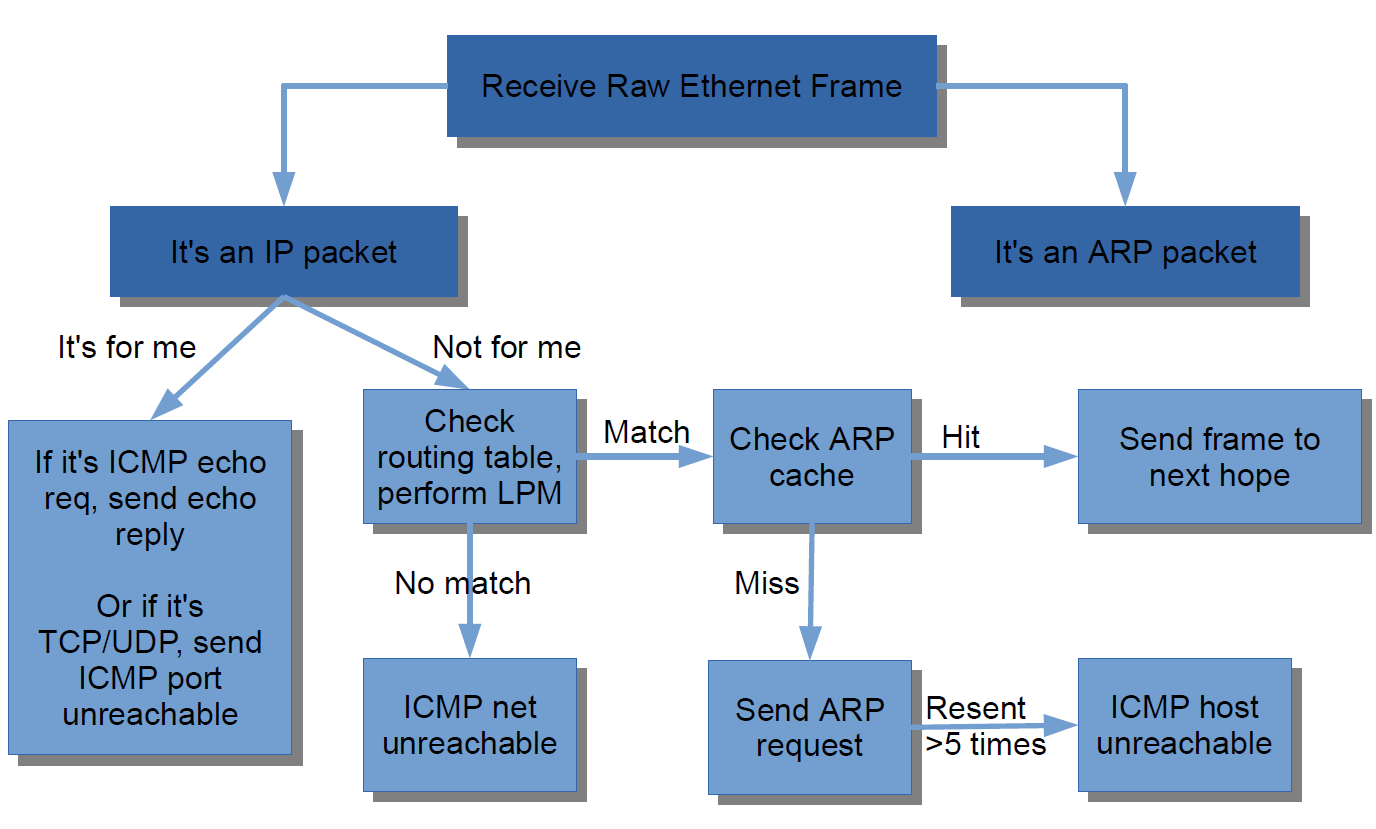 Receive Raw Ethernet Frame
It's an IP packet
It's an ARP packet
It's for me
Not for me
If it's ICMP echo
req, send echo
reply
Or if it's
TCP/UDP, send
ICMP port
unreachable
Check
routing table,
perform LPM
Match
Check ARP
cache
Hit
Send frame to
next hope
No match
Miss
ICMP net
unreachable
Send ARP
request
Resent
>5 times
ICMP host
unreachable